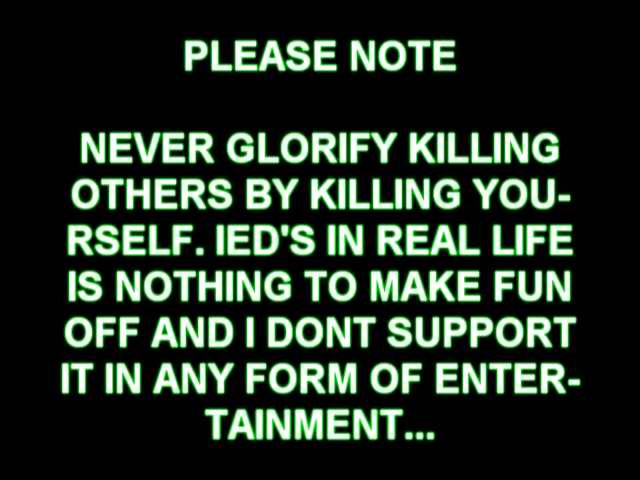 PLEASE NOTE
NEVER GLORIFY KILLING
OTHERS BY KILLING YOU-
RSELF. IED'S IN REAL LIFE
IS NOTHING TO MAKE FUN
OFF AND I DONT SUPPORT
IT IN ANY FORM OF ENTER-
TAINMENT...